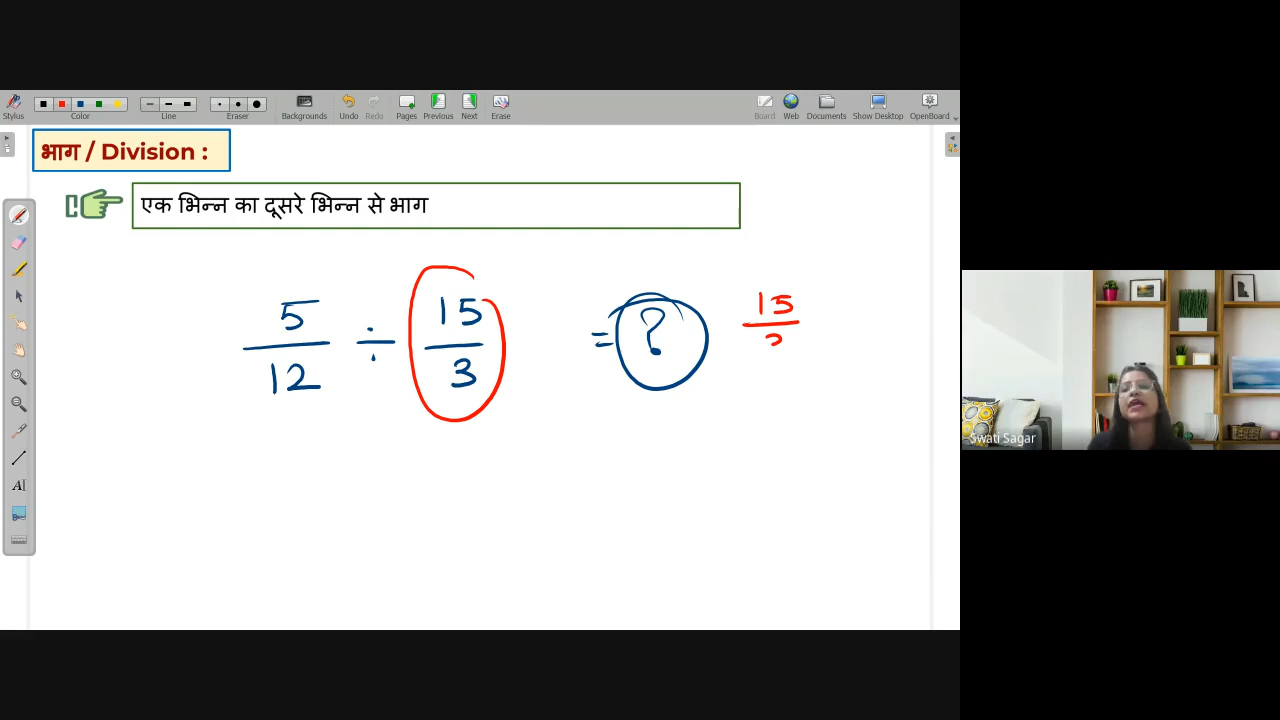 Stylus Color Line Eraser Backgrounds Undo Redo Pages Previous Next Erase Board Web Documents Show Desktop OpenBoard
भाग / Division :
एक भिन्न का दूसरे भिन्न से भाग
5 15 = ? 15
12 ÷ 3
Swati Sagar